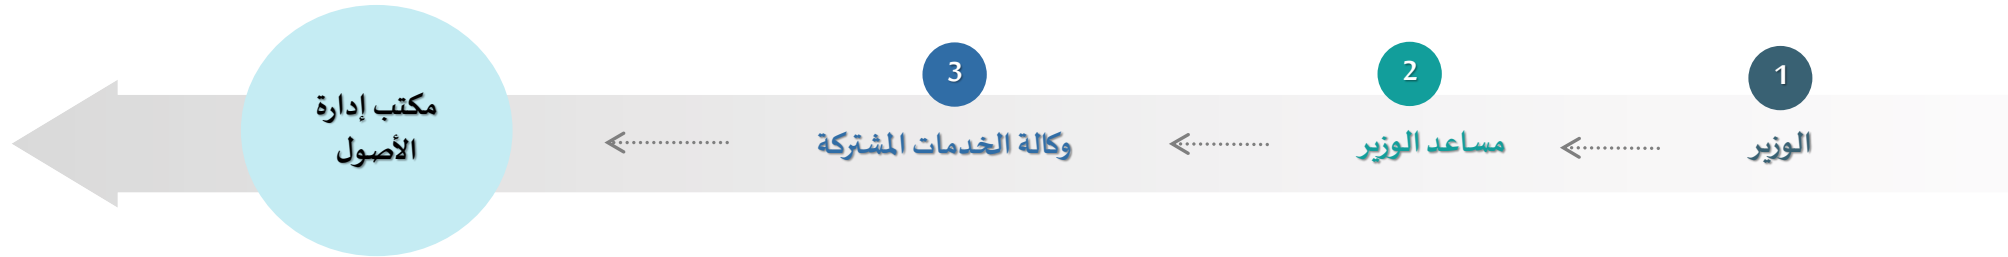 1
الوزير
2
مساعد الوزير
3
وكالة الخدمات المشتركة
مكتب إدارة
الأصول